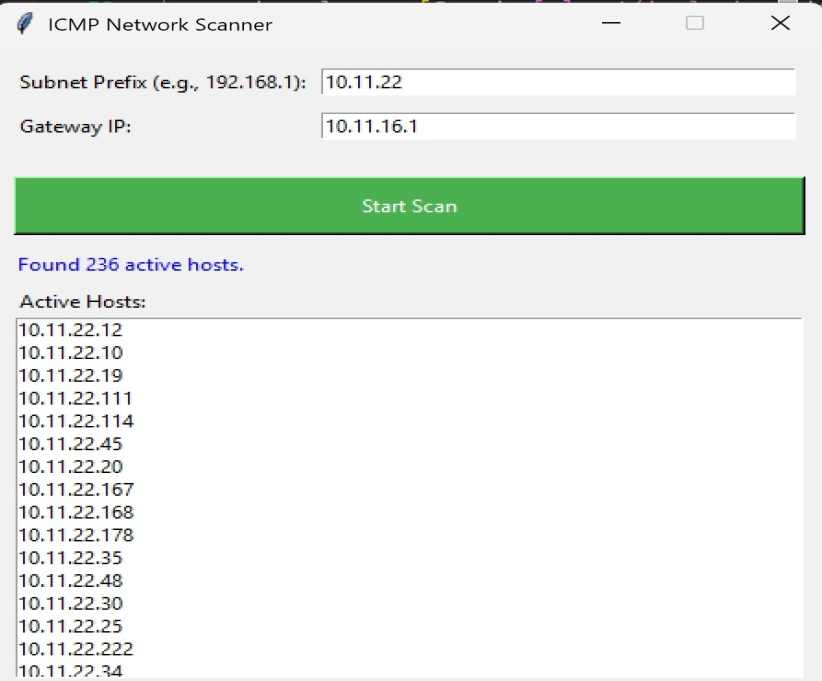 ICMP Network Scanner
Subnet Prefix (e.g., 192.168.1): 10.11.22
Gateway IP: 10.11.16.1
Start Scan
Found 236 active hosts.
Active Hosts:
10.11.22.12
10.11.22.10
10.11.22.19
10.11.22.111
10.11.22.114
10.11.22.45
10.11.22.20
10.11.22.167
10.11.22.168
10.11.22.178
10.11.22.35
10.11.22.48
10.11.22.30
10.11.22.25
10.11.22.222
10.11.22.34